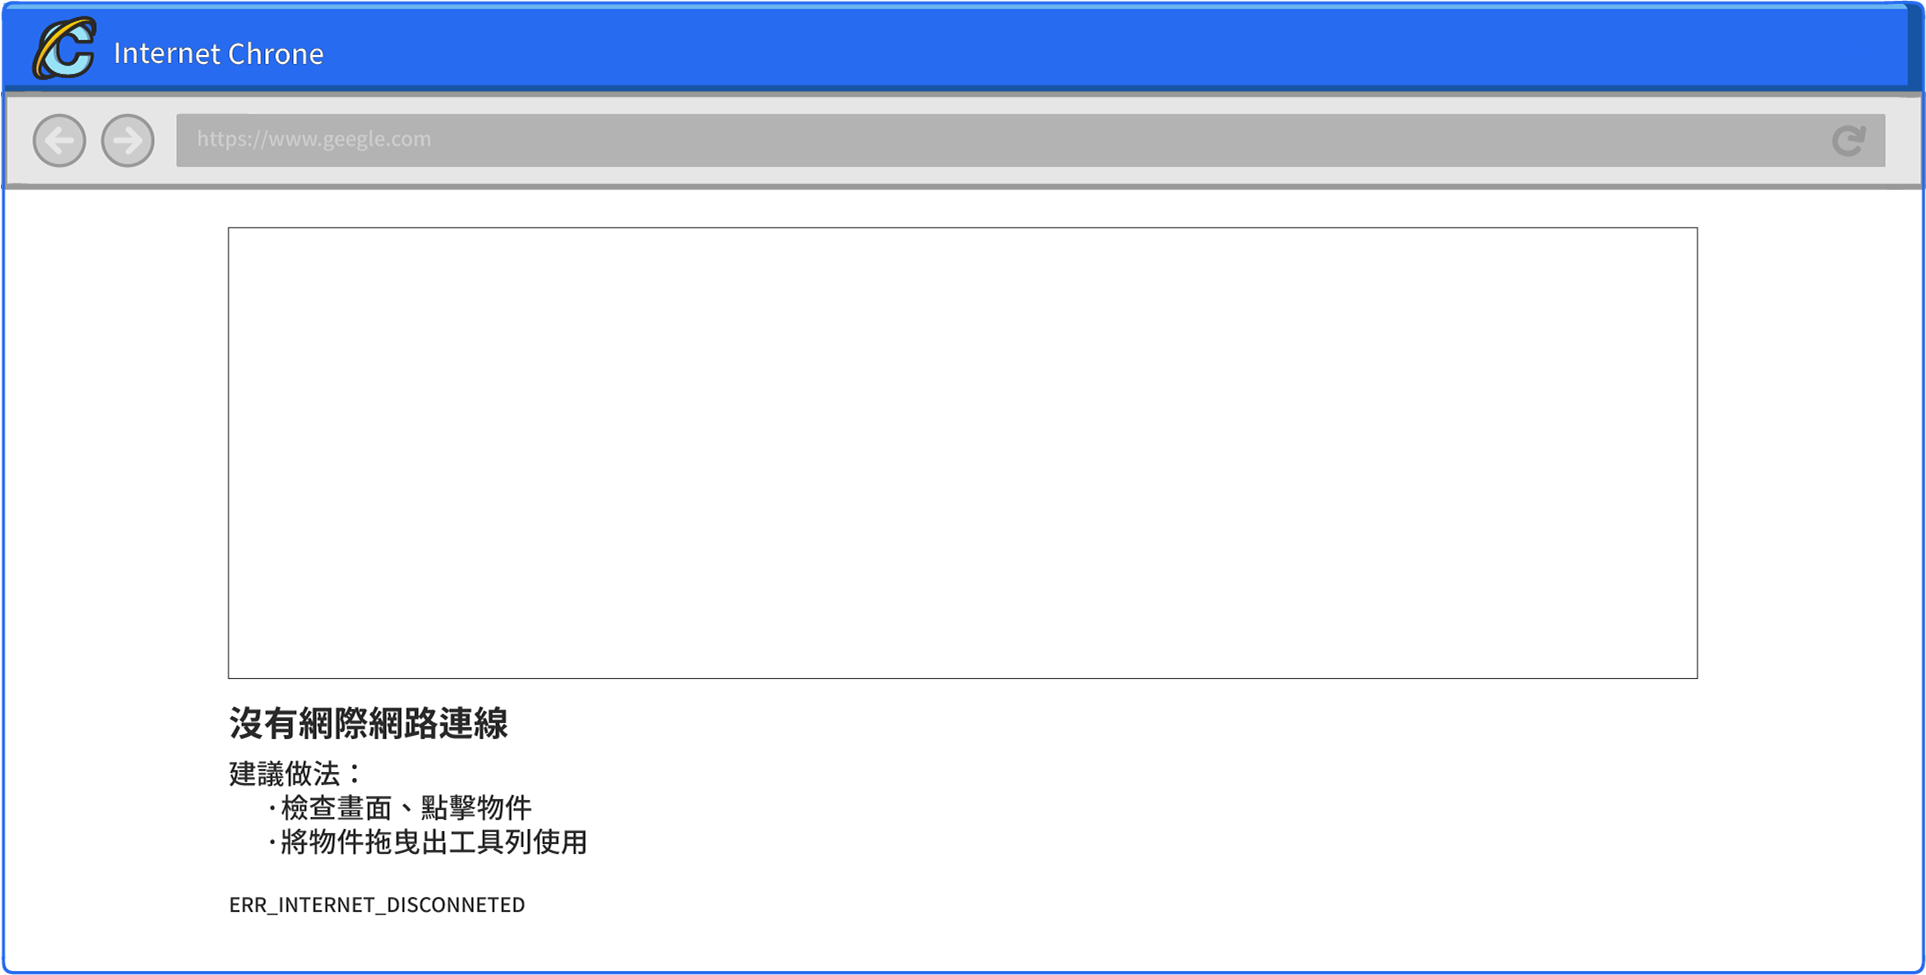 Internet Chrone
https://www.geegle.com
沒有網際網路連線
建議做法：
·檢查畫面、點擊物件
·將物件拖曳出工具列使用
ERR_INTERNET_DISCONNETED